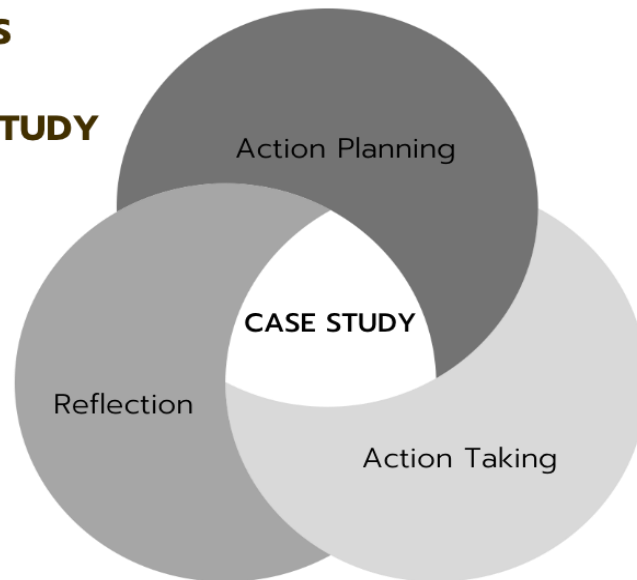 S
TUDY
Action Planning
CASE STUDY
Reflection
Action Taking